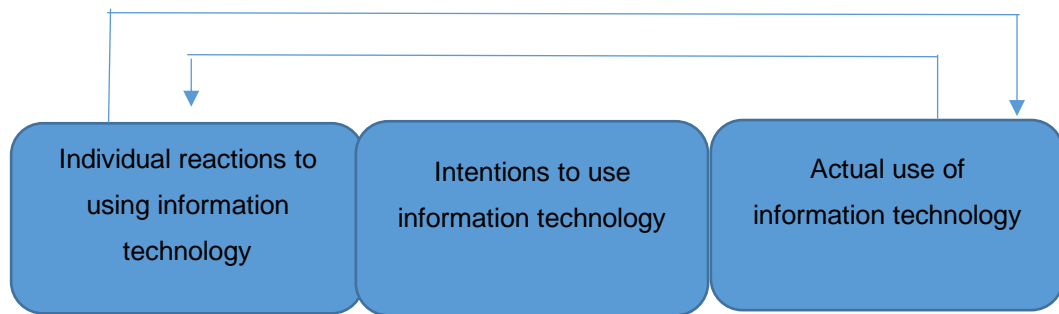 Individual reactions to
using information
technology
Intentions to use
information technology
Actual use of
information technology